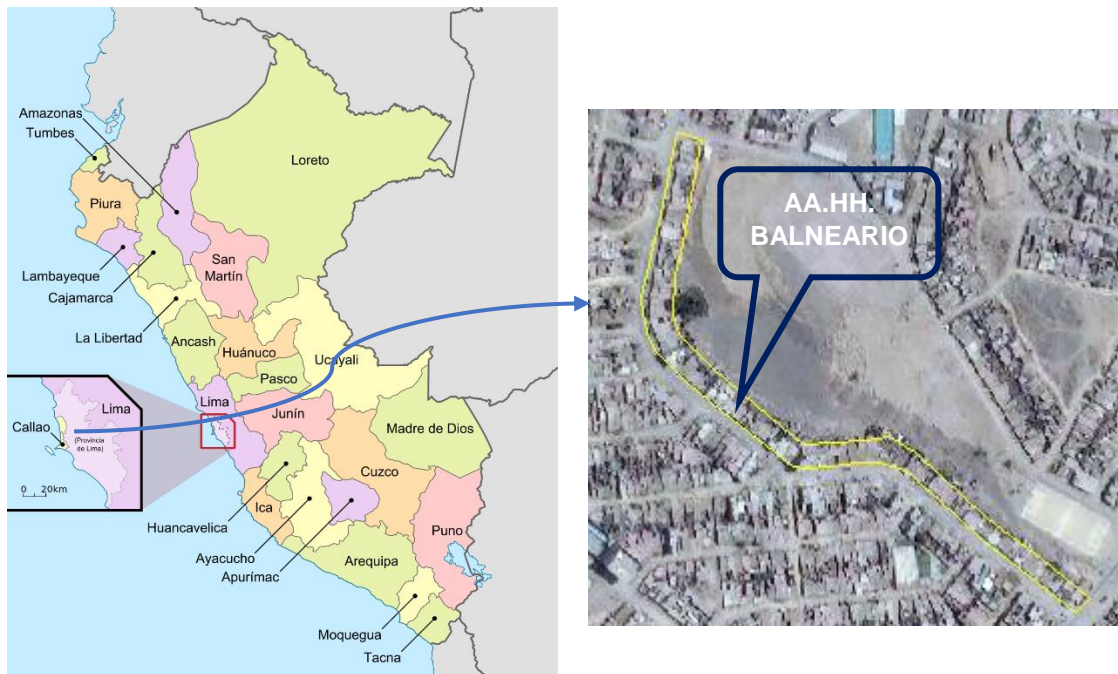 Amazonas
Tumbes
Loreto
Piura
San
Martín
Lambayeque
Cajamarca
La Libertad
Ancash
Huánuco
Ucayali
Pasco
Lima
Junín
Madre de Dios
Cuzco
Ica
Huancavelica
Ayacucho
Apurímac
Puno
Arequipa
Moquegua
Tacna
Lima
Callao
(Província
de Lima)
0 20km
AA.HH.
BALNEARIO